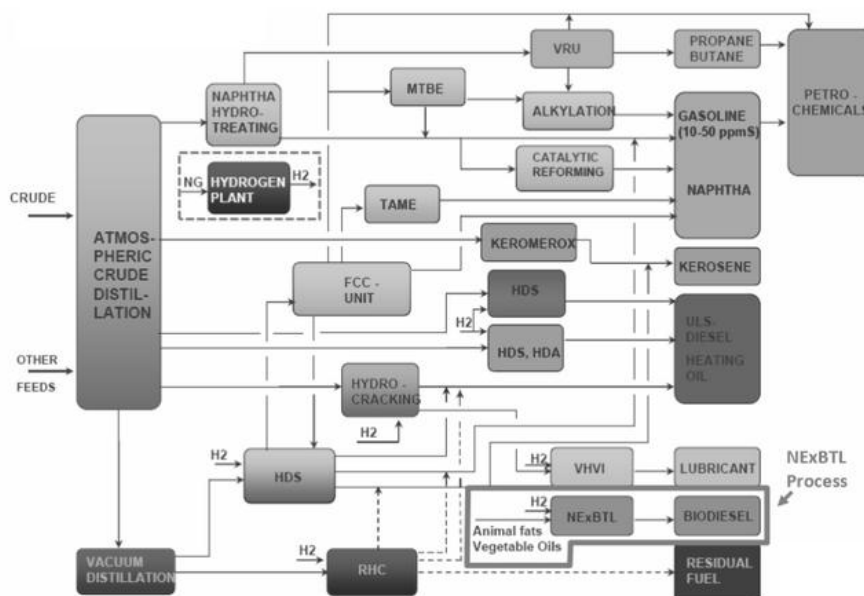 VRU
PROPANE
BUTANE
PETRO -
CHEMICALS
NAPHTHA
HYDRO-
TREATING
MTBE
ALKYLATION
GASOLINE
(10-50 ppmS)
NAPHTHA
NG
HYDROGEN
PLANT
H2
CATALYTIC
REFORMING
TAME
CRUDE
ATMOS-
PHERIC
CRUDE
DISTIL-
LATION
KEROMEROX
KEROSENE
FCC -
UNIT
HDS
H2
HDS, HDA
ULS-
DIESEL
HEATING
OIL
OTHER
FEEDS
HYDRO -
CRACKING
H2
H2
HDS
H2
VHVI
LUBRICANT
NExBTL
Process
H2
NExBTL
BIODIESEL
Animal fats
Vegetable Oils
VACUUM
DISTILLATION
H2
RHC
RESIDUAL
FUEL